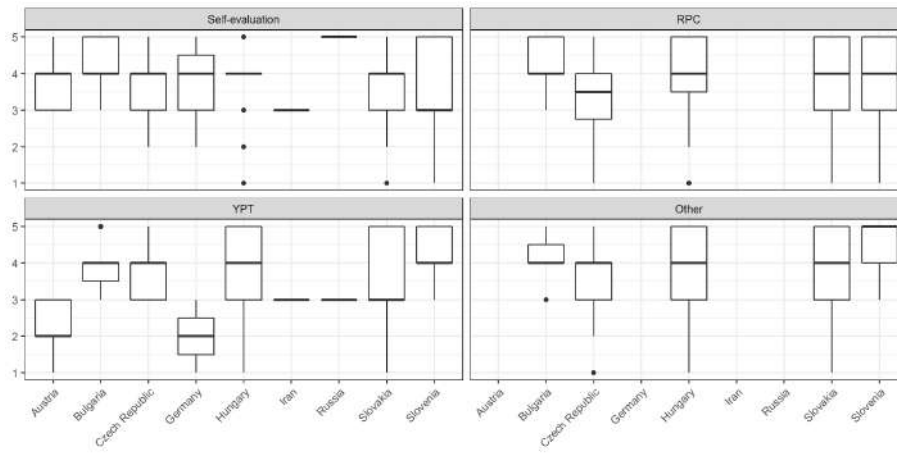 Self-evaluation
RPC
5
4
3
2
1
YPT
Other
5
4
3
2
1
Austria
Bulgaria
Czech Republic
Germany
Hungary
Iran
Russia
Slovakia
Slovenia
Austria
Bulgaria
Czech Republic
Germany
Hungary
Iran
Russia
Slovakia
Slovenia